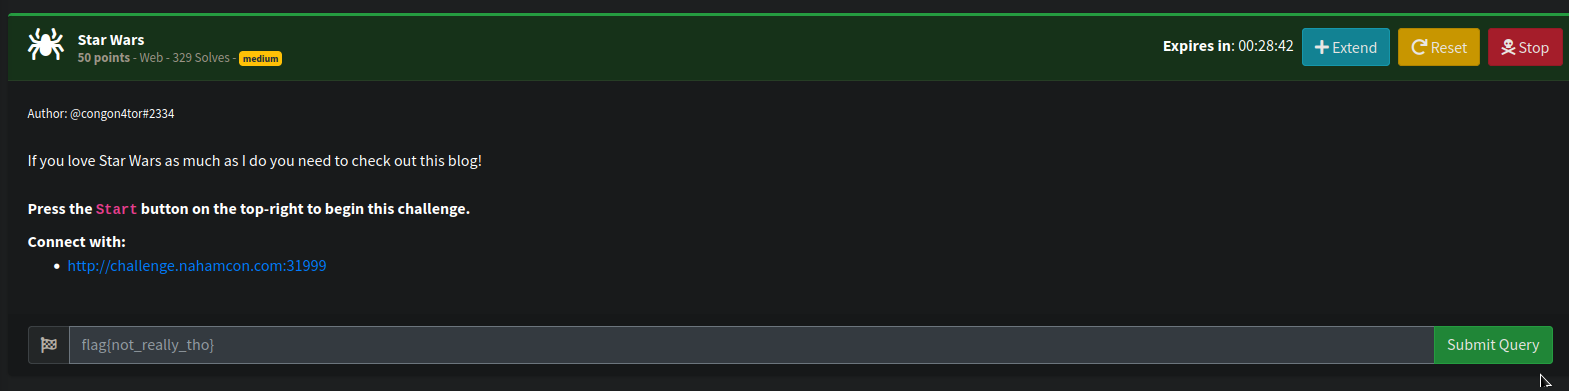 Star Wars
50 points - Web - 329 Solves - medium
Expires in: 00:28:42
Extend
Reset
Stop
Author: @congon4tor#2334
If you love Star Wars as much as I do you need to check out this blog!
Press the Start button on the top-right to begin this challenge.
Connect with:
http://challenge.nahamcon.com:31999
flag{not_really_tho}
Submit Query